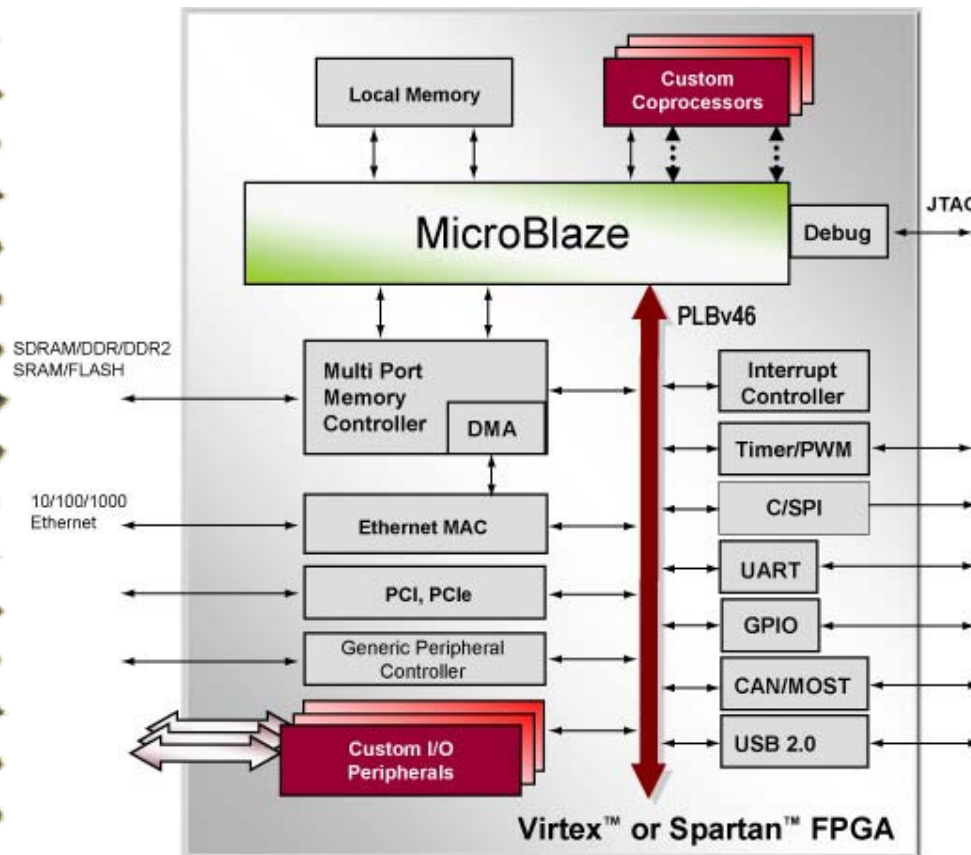 Local Memory
Custom
Coprocessors
MicroBlaze
Debug
JTAG
PLBv46
SDRAM/DDR/DDR2
SRAM/FLASH
Multi Port
Memory
Controller
DMA
Interrupt
Controller
Timer/PWM
10/100/1000
Ethernet
Ethernet MAC
C/SPI
UART
PCI, PCIe
GPIO
Generic Peripheral
Controller
CAN/MOST
Custom I/O
Peripherals
USB 2.0
Virtex™ or Spartan™ FPGA